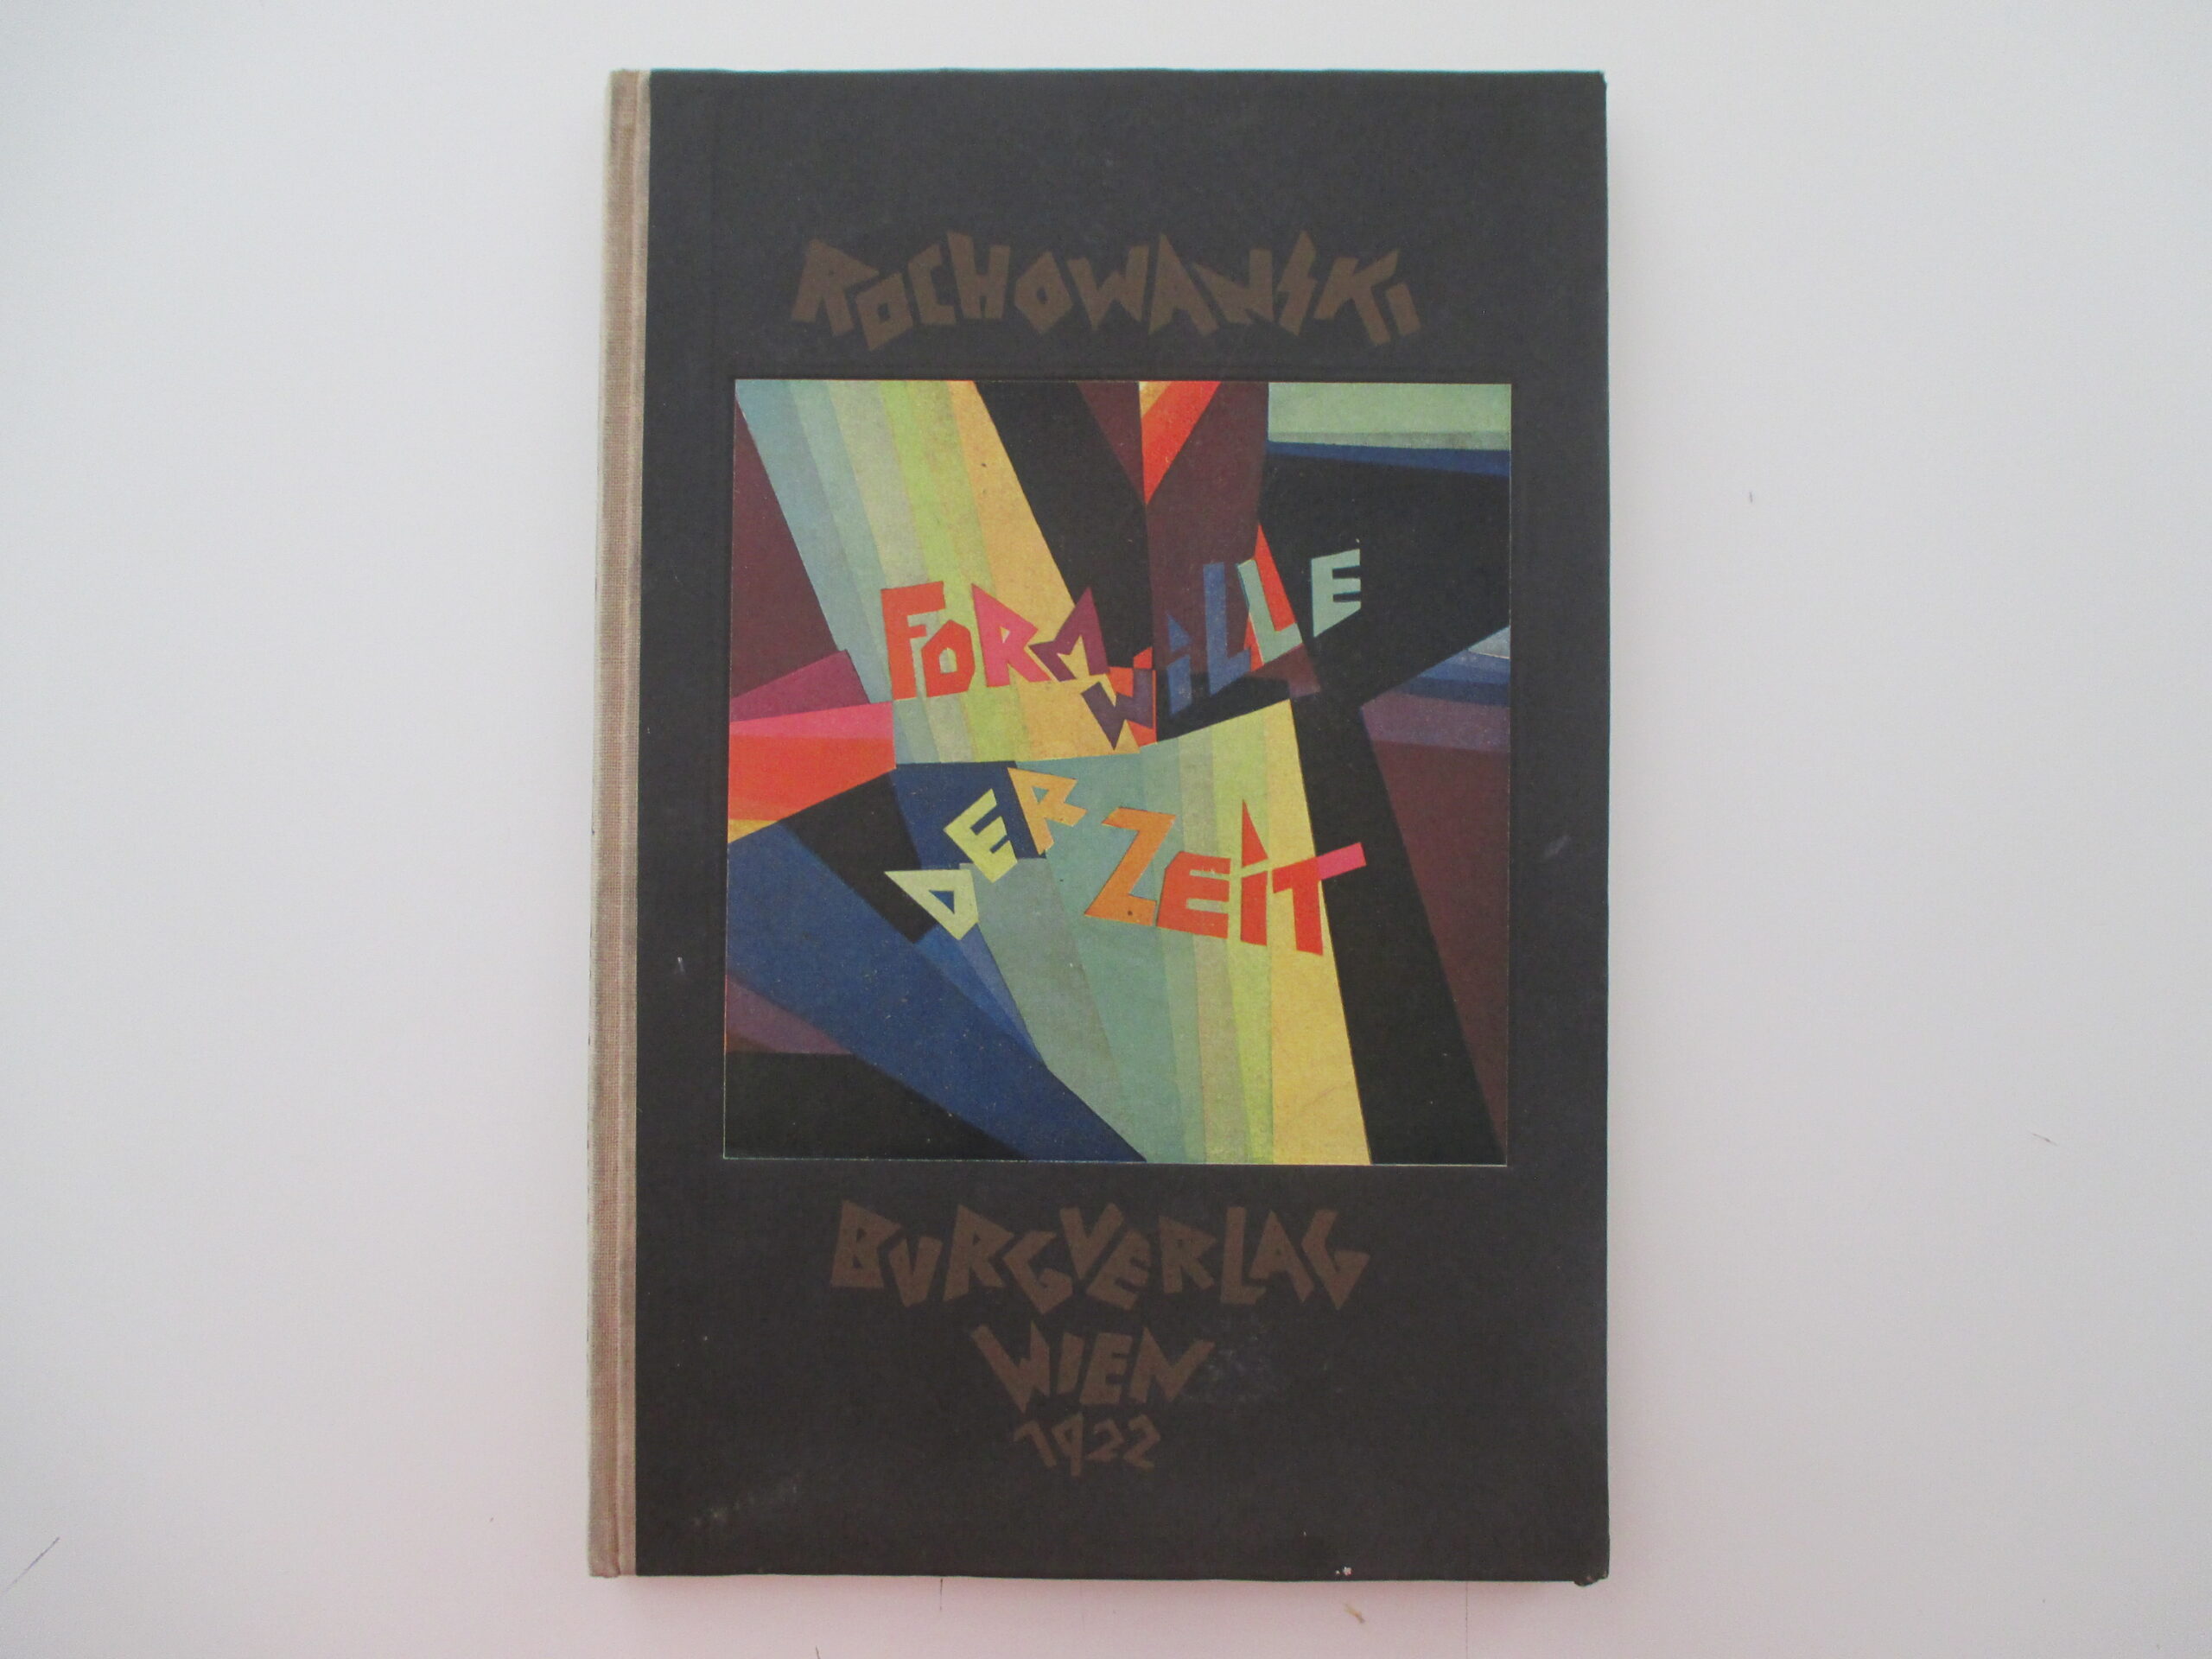 ROCHOWANSKI
FORMWiLLE
DER ZEiT
BURGVERLAG
WIEN
1922